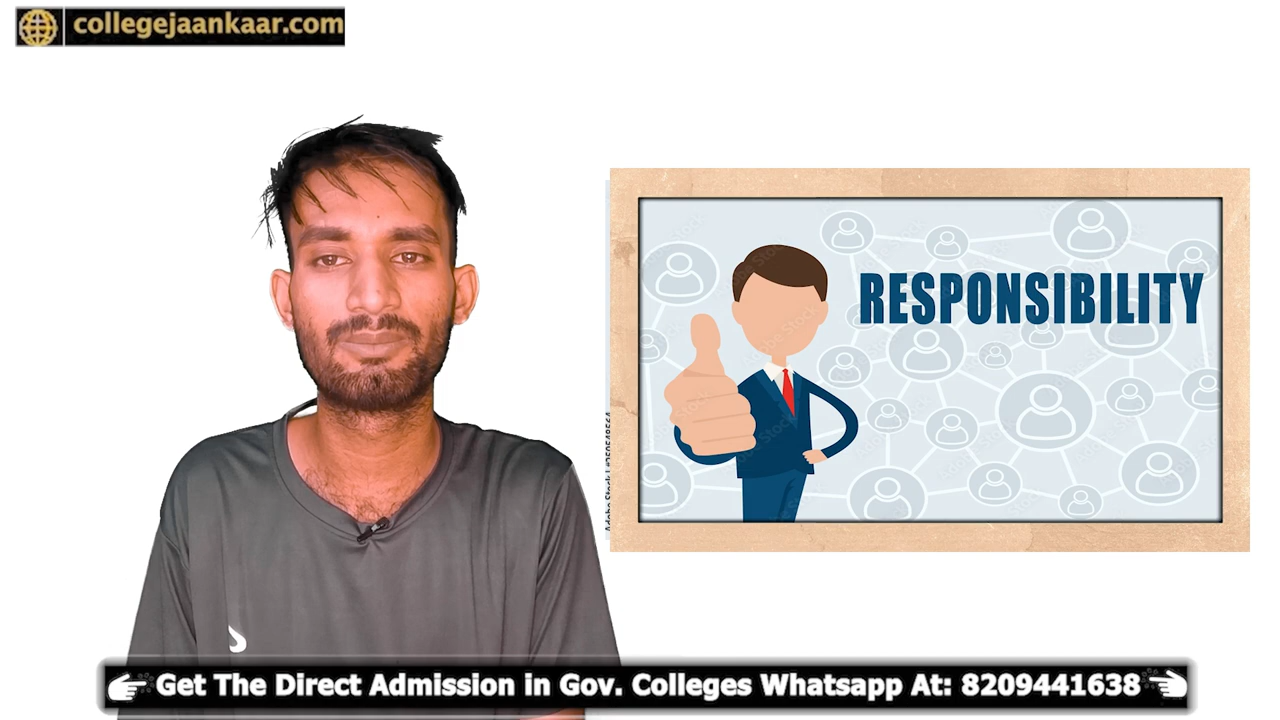 collegejaankaar.com
RESPONSIBILITY
Get The Direct Admission in Gov. Colleges Whatsapp At: 8209441638